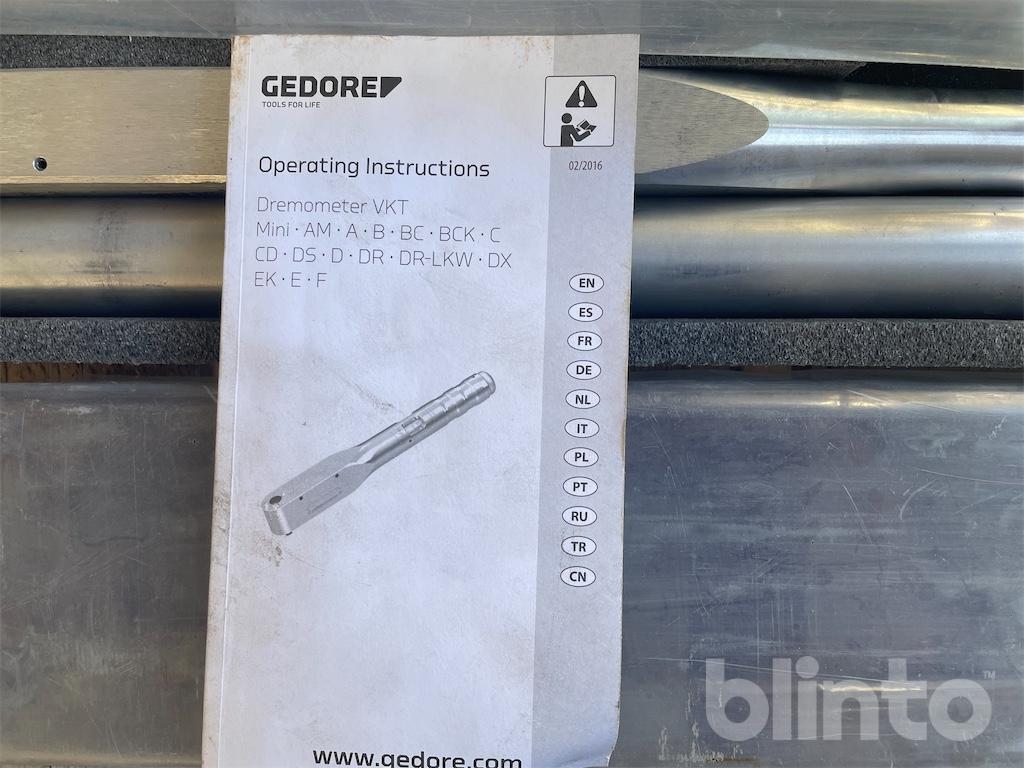 GEDORE
TOOLS FOR LIFE
02/2016
Operating Instructions
Dremometer VKT
Mini · AM · A · B · BC · BCK · C
CD · DS · D · DR · DR-LKW · DX
EK · E · F
EN
ES
FR
DE
NL
IT
PL
PT
RU
TR
CN
www.gedore.com
blinto™